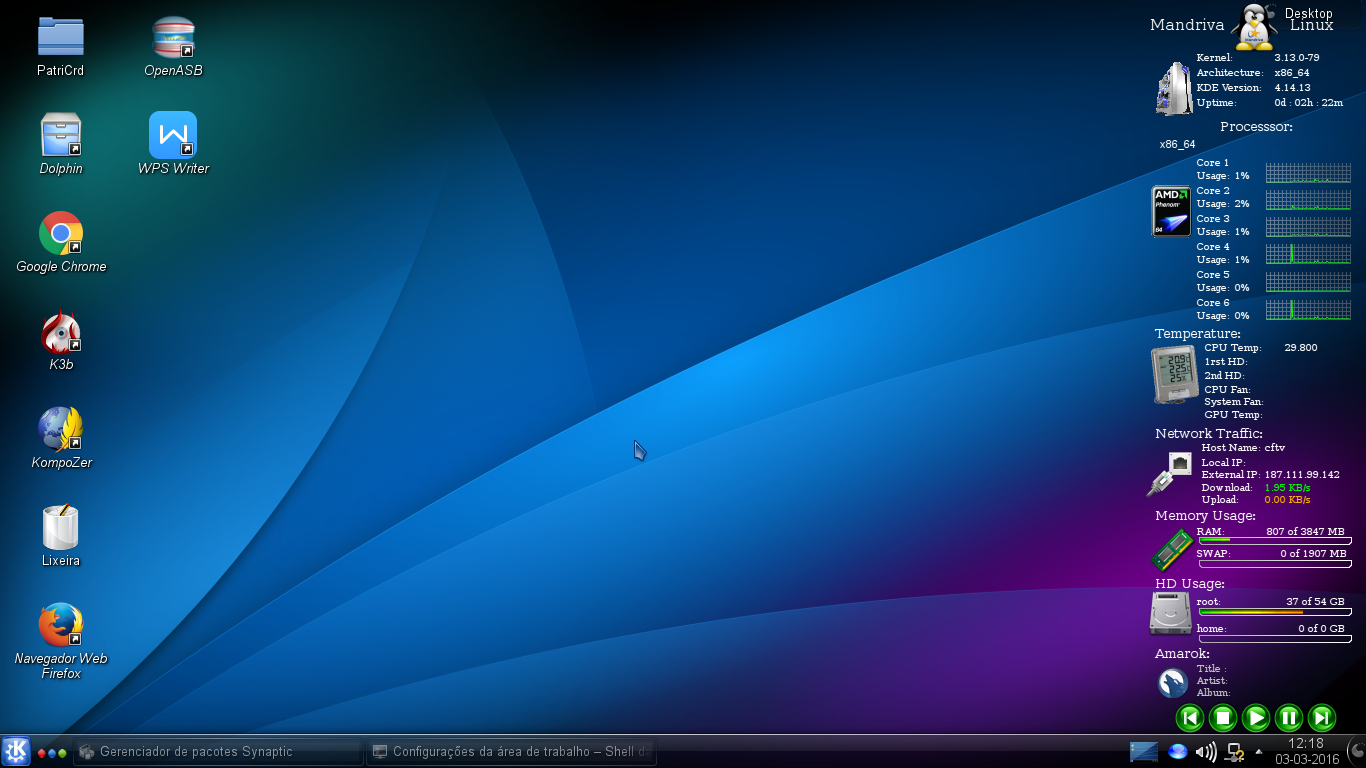 PatriCrd
OpenASB
Dolphin
WPS Writer
Google Chrome
K3b
KompoZer
Lixeira
Navegador Web
Firefox
Mandriva
Desktop
Linux
Kernel: 3.13.0-79
Architecture: x86_64
KDE Version: 4.14.13
Uptime: 0d : 02h : 22m
Processsor:
x86_64
Core 1
Usage: 1%
Core 2
Usage: 2%
Core 3
Usage: 1%
Core 4
Usage: 1%
Core 5
Usage: 0%
Core 6
Usage: 0%
AMD
Phenom
64
Temperature:
CPU Temp: 29.800
1rst HD:
2nd HD:
CPU Fan:
System Fan:
GPU Temp:
Network Traffic:
Host Name: cftv
Local IP:
External IP: 187.111.99.142
Download: 1.95 KB/s
Upload: 0.00 KB/s
Memory Usage:
RAM: 807 of 3847 MB
SWAP: 0 of 1907 MB
HD Usage:
root: 37 of 54 GB
home: 0 of 0 GB
Amarok:
Title :
Artist:
Album:
Gerenciador de pacotes Synaptic
Configurações da área de trabalho – Shell d
12:18
03-03-2016